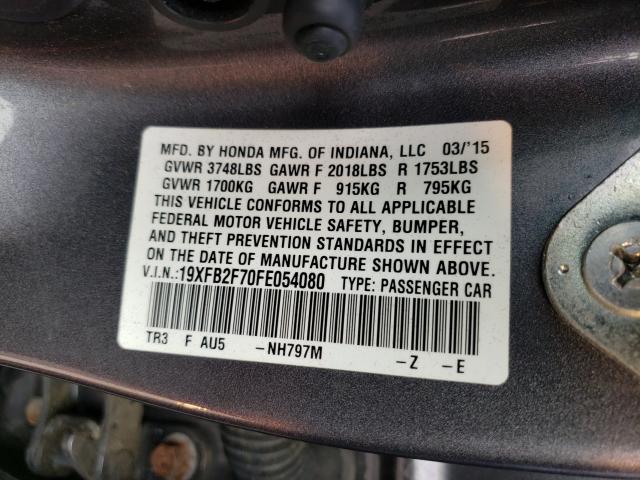 MFD. BY HONDA MFG. OF INDIANA, LLC 03/'15
GVWR 3748LBS GAWR F 2018LBS R 1753LBS
GVWR 1700KG GAWR F 915KG R 795KG
THIS VEHICLE CONFORMS TO ALL APPLICABLE
FEDERAL MOTOR VEHICLE SAFETY, BUMPER,
AND THEFT PREVENTION STANDARDS IN EFFECT
ON THE DATE OF MANUFACTURE SHOWN ABOVE.
V.I.N.:19XFB2F70FE054080 TYPE: PASSENGER CAR
TR3 F AU5 -NH797M -Z -E